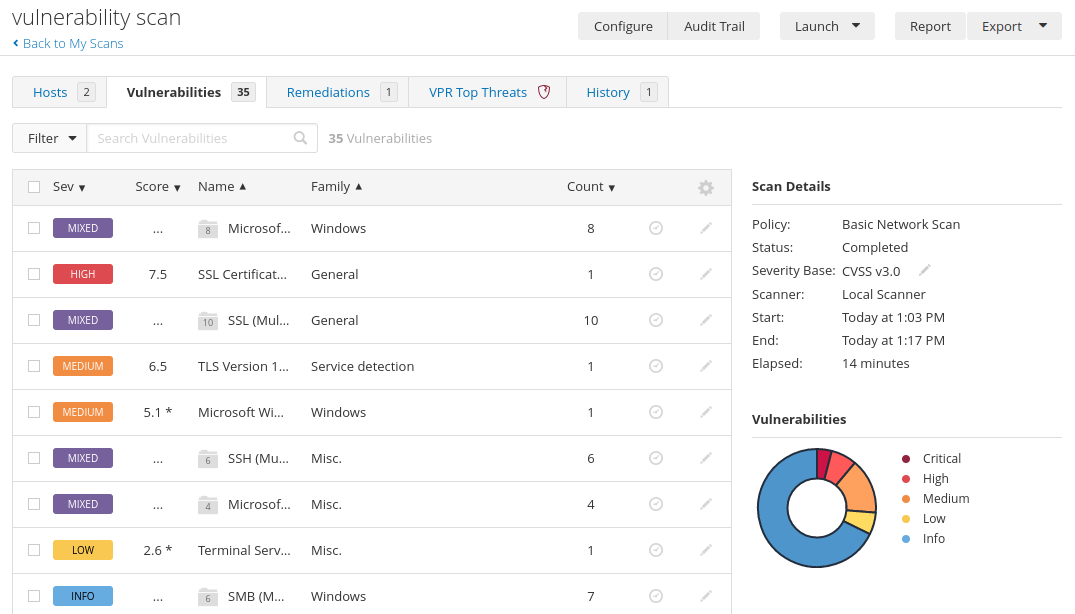 vulnerability scan
Back to My Scans
Configure Audit Trail Launch Report Export
Hosts 2 Vulnerabilities 35 Remediations 1 VPR Top Threats History 1
Filter Search Vulnerabilities 35 Vulnerabilities
Sev Score Name Family Count
MIXED ... 8 Microsof... Windows 8
HIGH 7.5 SSL Certificat... General 1
MIXED ... 10 SSL (Mul... General 10
MEDIUM 6.5 TLS Version 1... Service detection 1
MEDIUM 5.1 * Microsoft Wi... Windows 1
MIXED ... 6 SSH (Mu... Misc. 6
MIXED ... 4 Microsof... Misc. 4
LOW 2.6 * Terminal Serv... Misc. 1
INFO ... 6 SMB (M... Windows 7
Scan Details
Policy: Basic Network Scan
Status: Completed
Severity Base: CVSS v3.0
Scanner: Local Scanner
Start: Today at 1:03 PM
End: Today at 1:17 PM
Elapsed: 14 minutes
Vulnerabilities
Critical
High
Medium
Low
Info